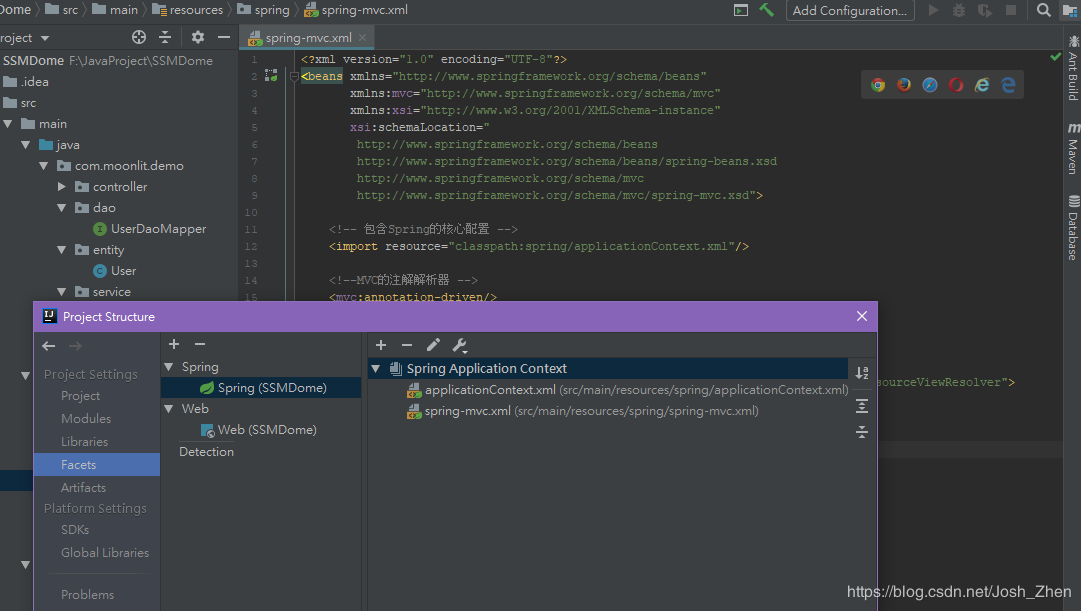 Dome src main resources spring spring-mvc.xml Add Configuration...
roject spring-mvc.xml
SSMDome F:\JavaProject\SSMDome
.idea
src
main
java
com.moonlit.demo
controller
dao
UserDaoMapper
entity
User
service
1 <?xml version="1.0" encoding="UTF-8"?>
2 <beans xmlns="http://www.springframework.org/schema/beans"
3 xmlns:mvc="http://www.springframework.org/schema/mvc"
4 xmlns:xsi="http://www.w3.org/2001/XMLSchema-instance"
5 xsi:schemaLocation="
6 http://www.springframework.org/schema/beans
7 http://www.springframework.org/schema/beans/spring-beans.xsd
8 http://www.springframework.org/schema/mvc
9 http://www.springframework.org/schema/mvc/spring-mvc.xsd">
10
11 <!-- 包含Spring的核心配置 -->
12 <import resource="classpath:spring/applicationContext.xml"/>
13
14 <!--MVC的注解解析器 -->
15 <mvc:annotation-driven/>
Ant Build
Maven
Database
Project Structure
Project Settings
Project
Modules
Libraries
Facets
Artifacts
Platform Settings
SDKs
Global Libraries
Problems
Spring
Spring (SSMDome)
Web
Web (SSMDome)
Detection
Spring Application Context
applicationContext.xml (src/main/resources/spring/applicationContext.xml)
spring-mvc.xml (src/main/resources/spring/spring-mvc.xml)
sourceViewResolver">
https://blog.csdn.net/Josh_Zhen